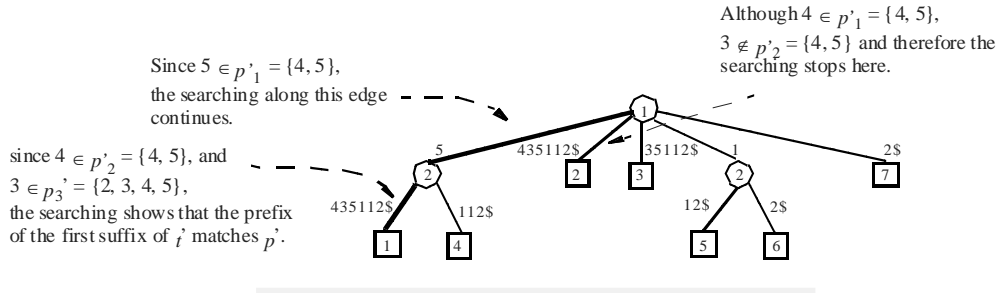 Although 4 ∈ p'1 = {4, 5},
3 ∉ p'2 = {4, 5} and therefore the
searching stops here.
Since 5 ∈ p'1 = {4, 5},
the searching along this edge
continues.
since 4 ∈ p'2 = {4, 5}, and
3 ∈ p3' = {2, 3, 4, 5},
the searching shows that the prefix
of the first suffix of t' matches p'.
1
5 435112$ 35112$ 1 2$
2 2 3 2 7
435112$ 112$ 12$ 2$
1 4 5 6